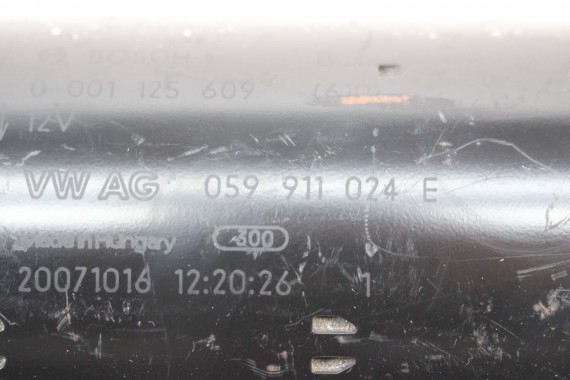 BOSCH
0 001 125 609
12V
VW AG 059 911 024 E
Made in Hungary 300
20071016 12:20:26 1